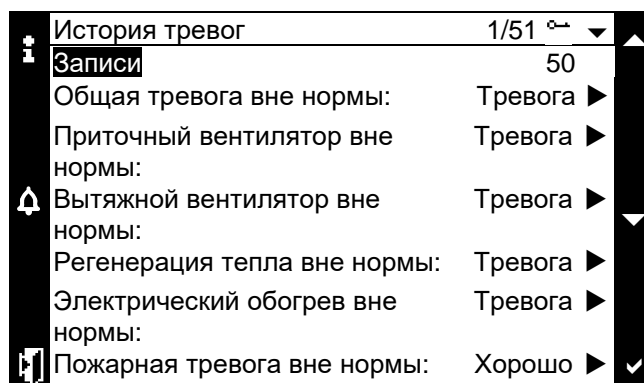 История тревог 1/51
Записи 50
Общая тревога вне нормы: Тревога
Приточный вентилятор вне Тревога
нормы:
Вытяжной вентилятор вне Тревога
нормы:
Регенерация тепла вне нормы: Тревога
Электрический обогрев вне Тревога
нормы:
Пожарная тревога вне нормы: Хорошо